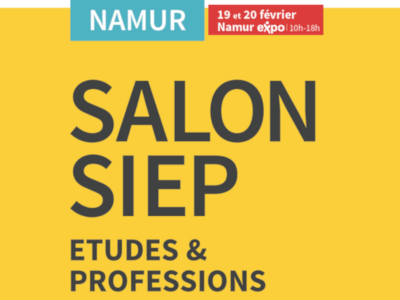 NAMUR
19 et 20 février
Namur expo | 10h-18h
SALON
SIEP
ETUDES &
PROFESSIONS